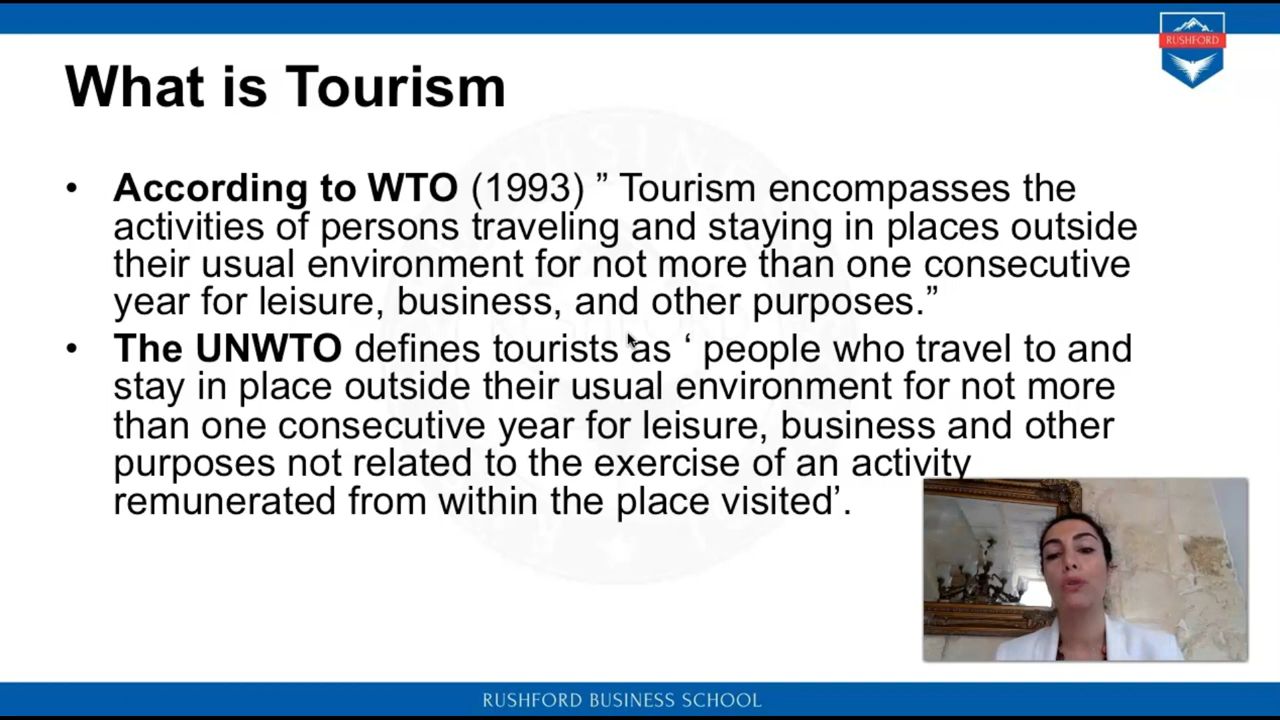 RUSHFORD
What is Tourism
• According to WTO (1993) ” Tourism encompasses the
activities of persons traveling and staying in places outside
their usual environment for not more than one consecutive
year for leisure, business, and other purposes.”
• The UNWTO defines tourists as ‘ people who travel to and
stay in place outside their usual environment for not more
than one consecutive year for leisure, business and other
purposes not related to the exercise of an activity
remunerated from within the place visited’.
RUSHFORD BUSINESS SCHOOL